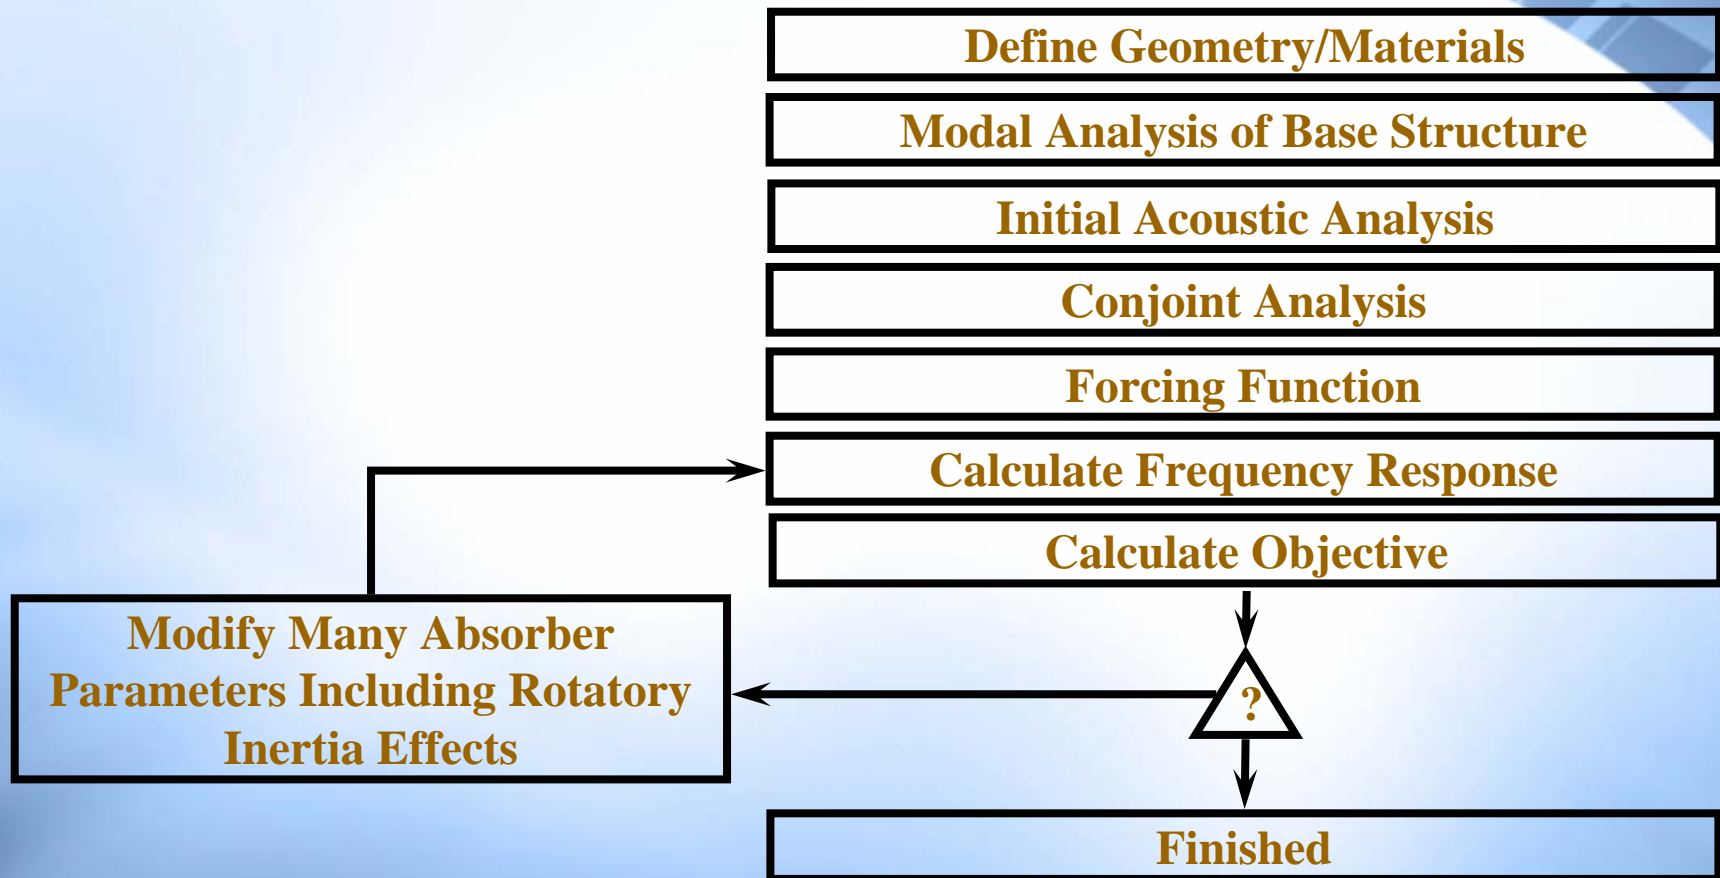 Define Geometry/Materials
Modal Analysis of Base Structure
Initial Acoustic Analysis
Conjoint Analysis
Forcing Function
Calculate Frequency Response
Calculate Objective
Modify Many Absorber
Parameters Including Rotatory
Inertia Effects
?
Finished